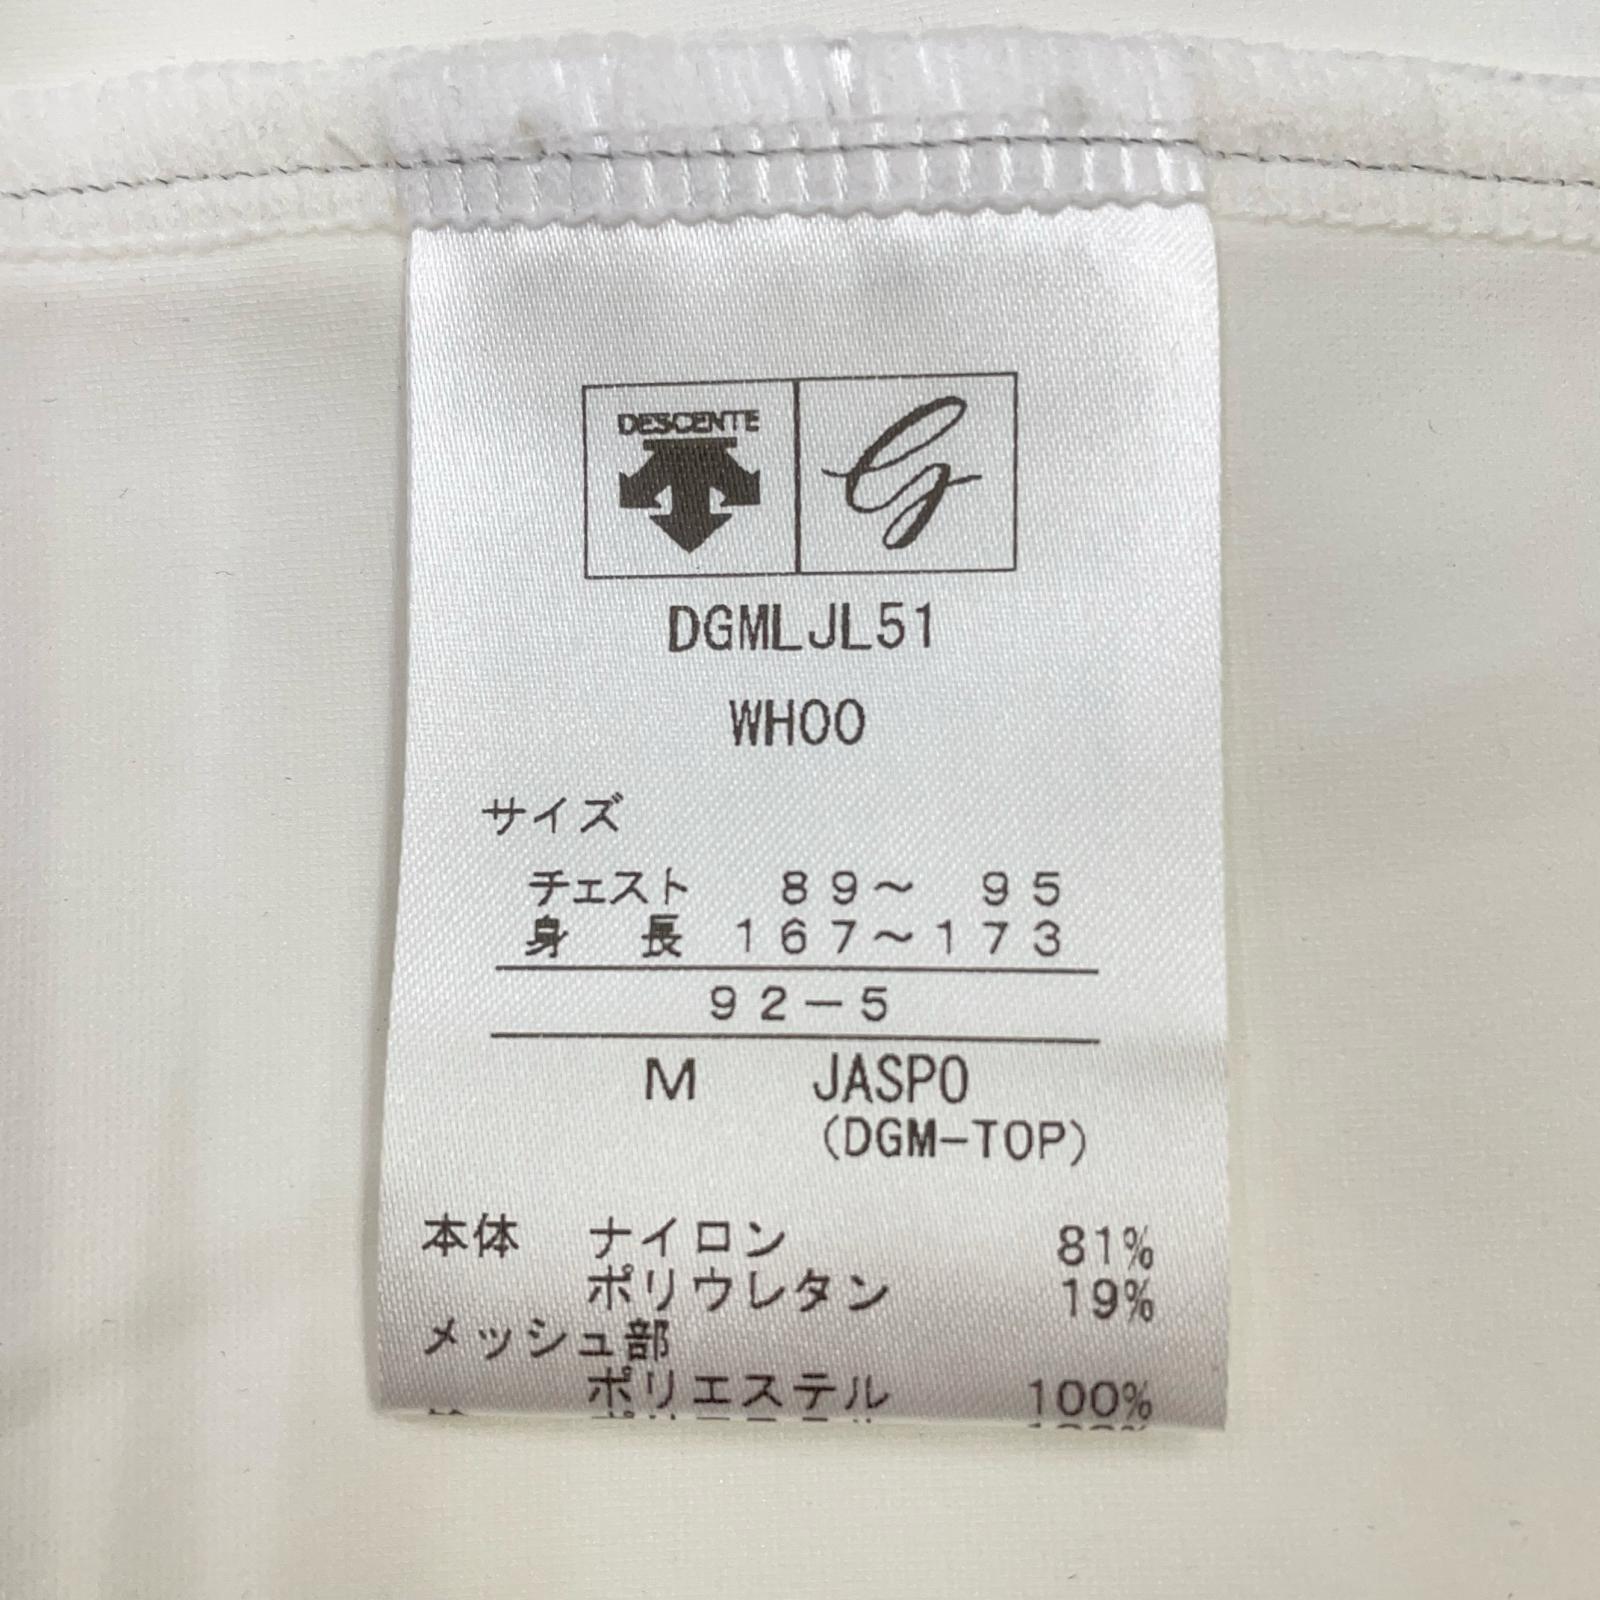 DESCENTE G
DGMLJL51
WH00
サイズ
チェスト 89～ 95
身 長 167～173
92－5
M JASPO
(DGM-TOP)
本体 ナイロン 81%
ポリウレタン 19%
メッシュ部
ポリエステル 100%